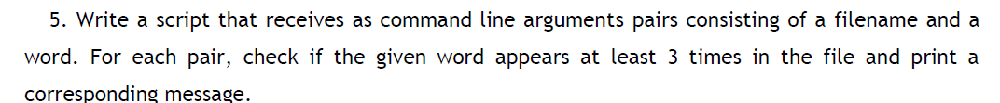 5. Write a script that receives as command line arguments pairs consisting of a filename and a
word. For each pair, check if the given word appears at least 3 times in the file and print a
corresponding message.